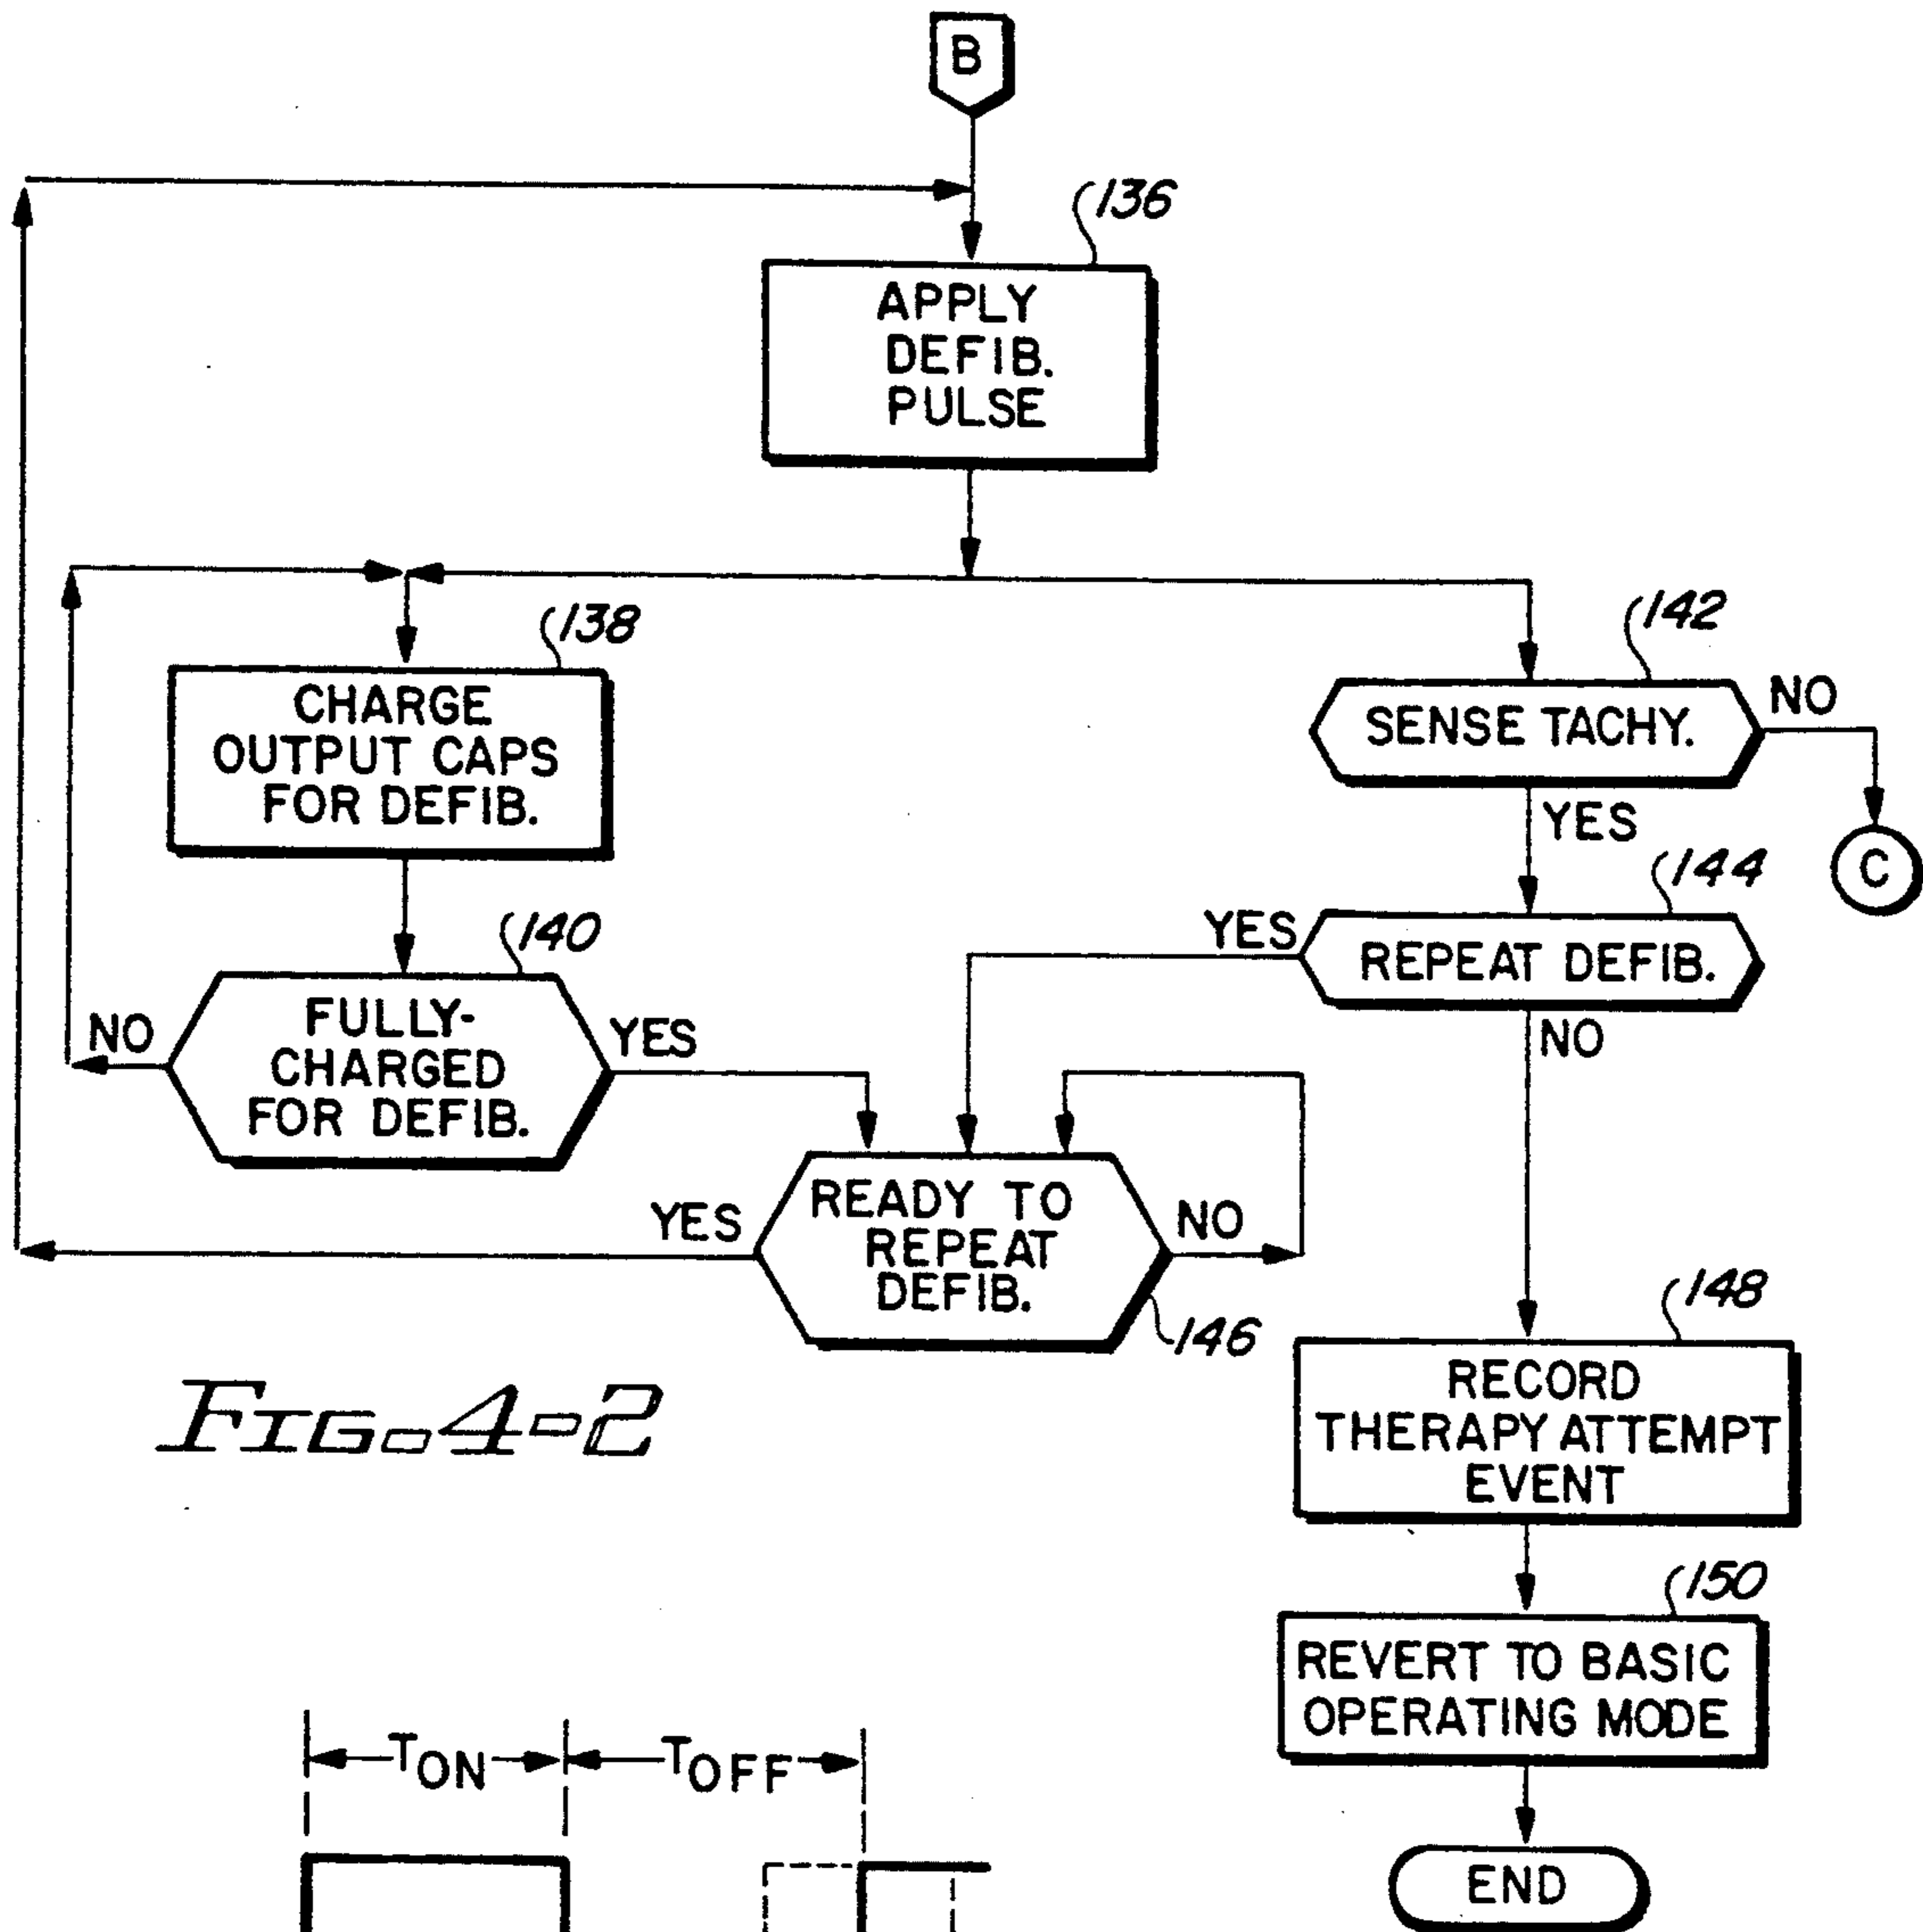 B
136
APPLY
DEFIB.
PULSE
138
CHARGE
OUTPUT CAPS
FOR DEFIB.
142
SENSE TACHY.
NO
YES
C
140
FULLY-
CHARGED
FOR DEFIB.
NO
YES
144
REPEAT DEFIB.
YES
NO
READY TO
REPEAT
DEFIB.
YES
NO
146
148
RECORD
THERAPY ATTEMPT
EVENT
FIG. 4-2
150
REVERT TO BASIC
OPERATING MODE
TON TOFF
END